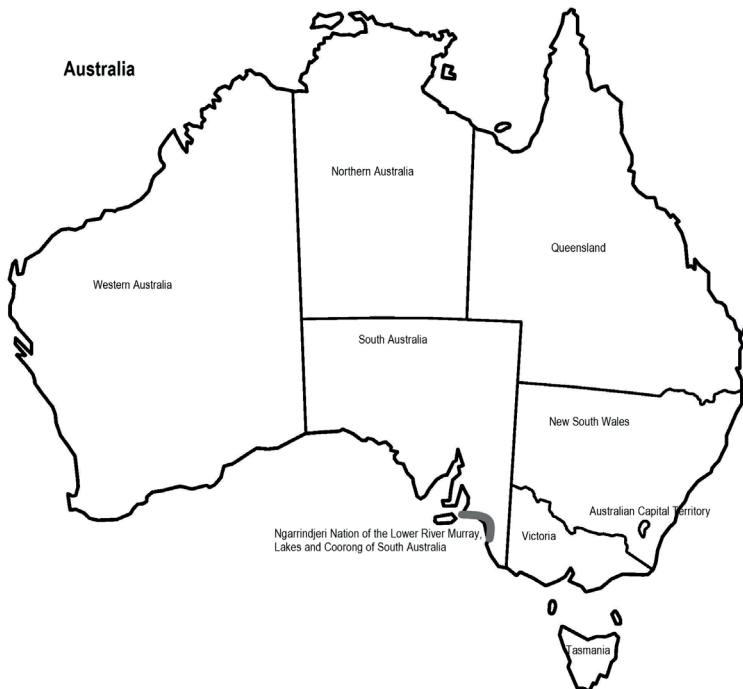 Australia
Northern Australia
Queensland
Western Australia
South Australia
New South Wales
Australian Capital Territory
Ngarrindjeri Nation of the Lower River Murray,
Lakes and Coorong of South Australia
Victoria
Tasmania